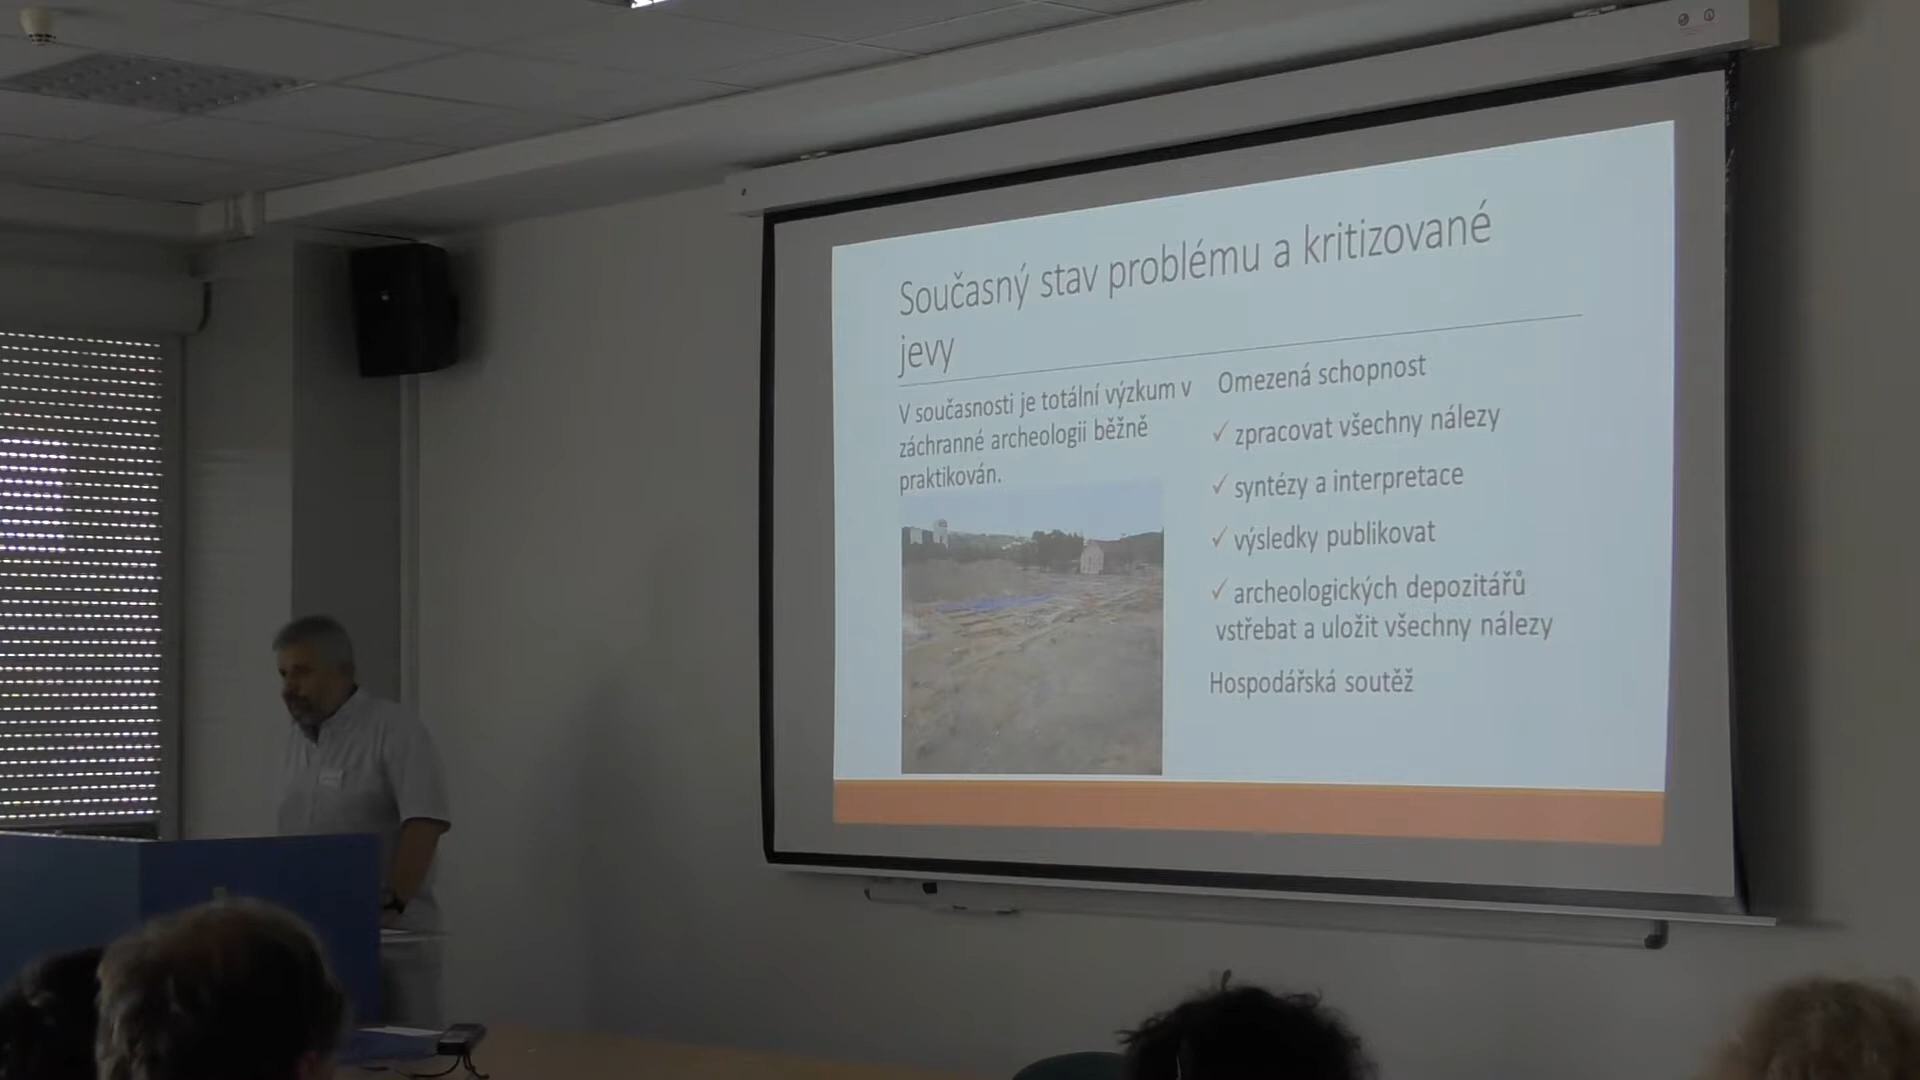 Současný stav problému a kritizované
jevy
V současnosti je totální výzkum v
záchranné archeologii běžně
praktikován.
Omezená schopnost
✓ zpracovat všechny nálezy
✓ syntézy a interpretace
✓ výsledky publikovat
✓ archeologických depozitářů
vstřebat a uložit všechny nálezy
Hospodářská soutěž